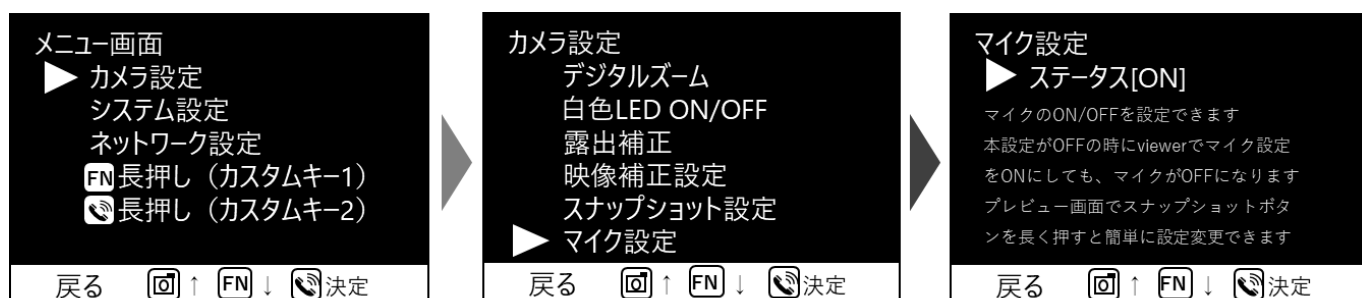 メニュー画面
カメラ設定
システム設定
ネットワーク設定
FN長押し（カスタムキー1）
長押し（カスタムキー2）
戻る ↑ FN ↓ 決定
カメラ設定
デジタルズーム
白色LED ON/OFF
露出補正
映像補正設定
スナップショット設定
マイク設定
戻る ↑ FN ↓ 決定
マイク設定
ステータス[ON]
マイクのON/OFFを設定できます
本設定がOFFの時にviewerでマイク設定
をONにしても、マイクがOFFになります
プレビュー画面でスナップショットボタ
ンを長く押すと簡単に設定変更できます
戻る ↑ FN ↓ 決定